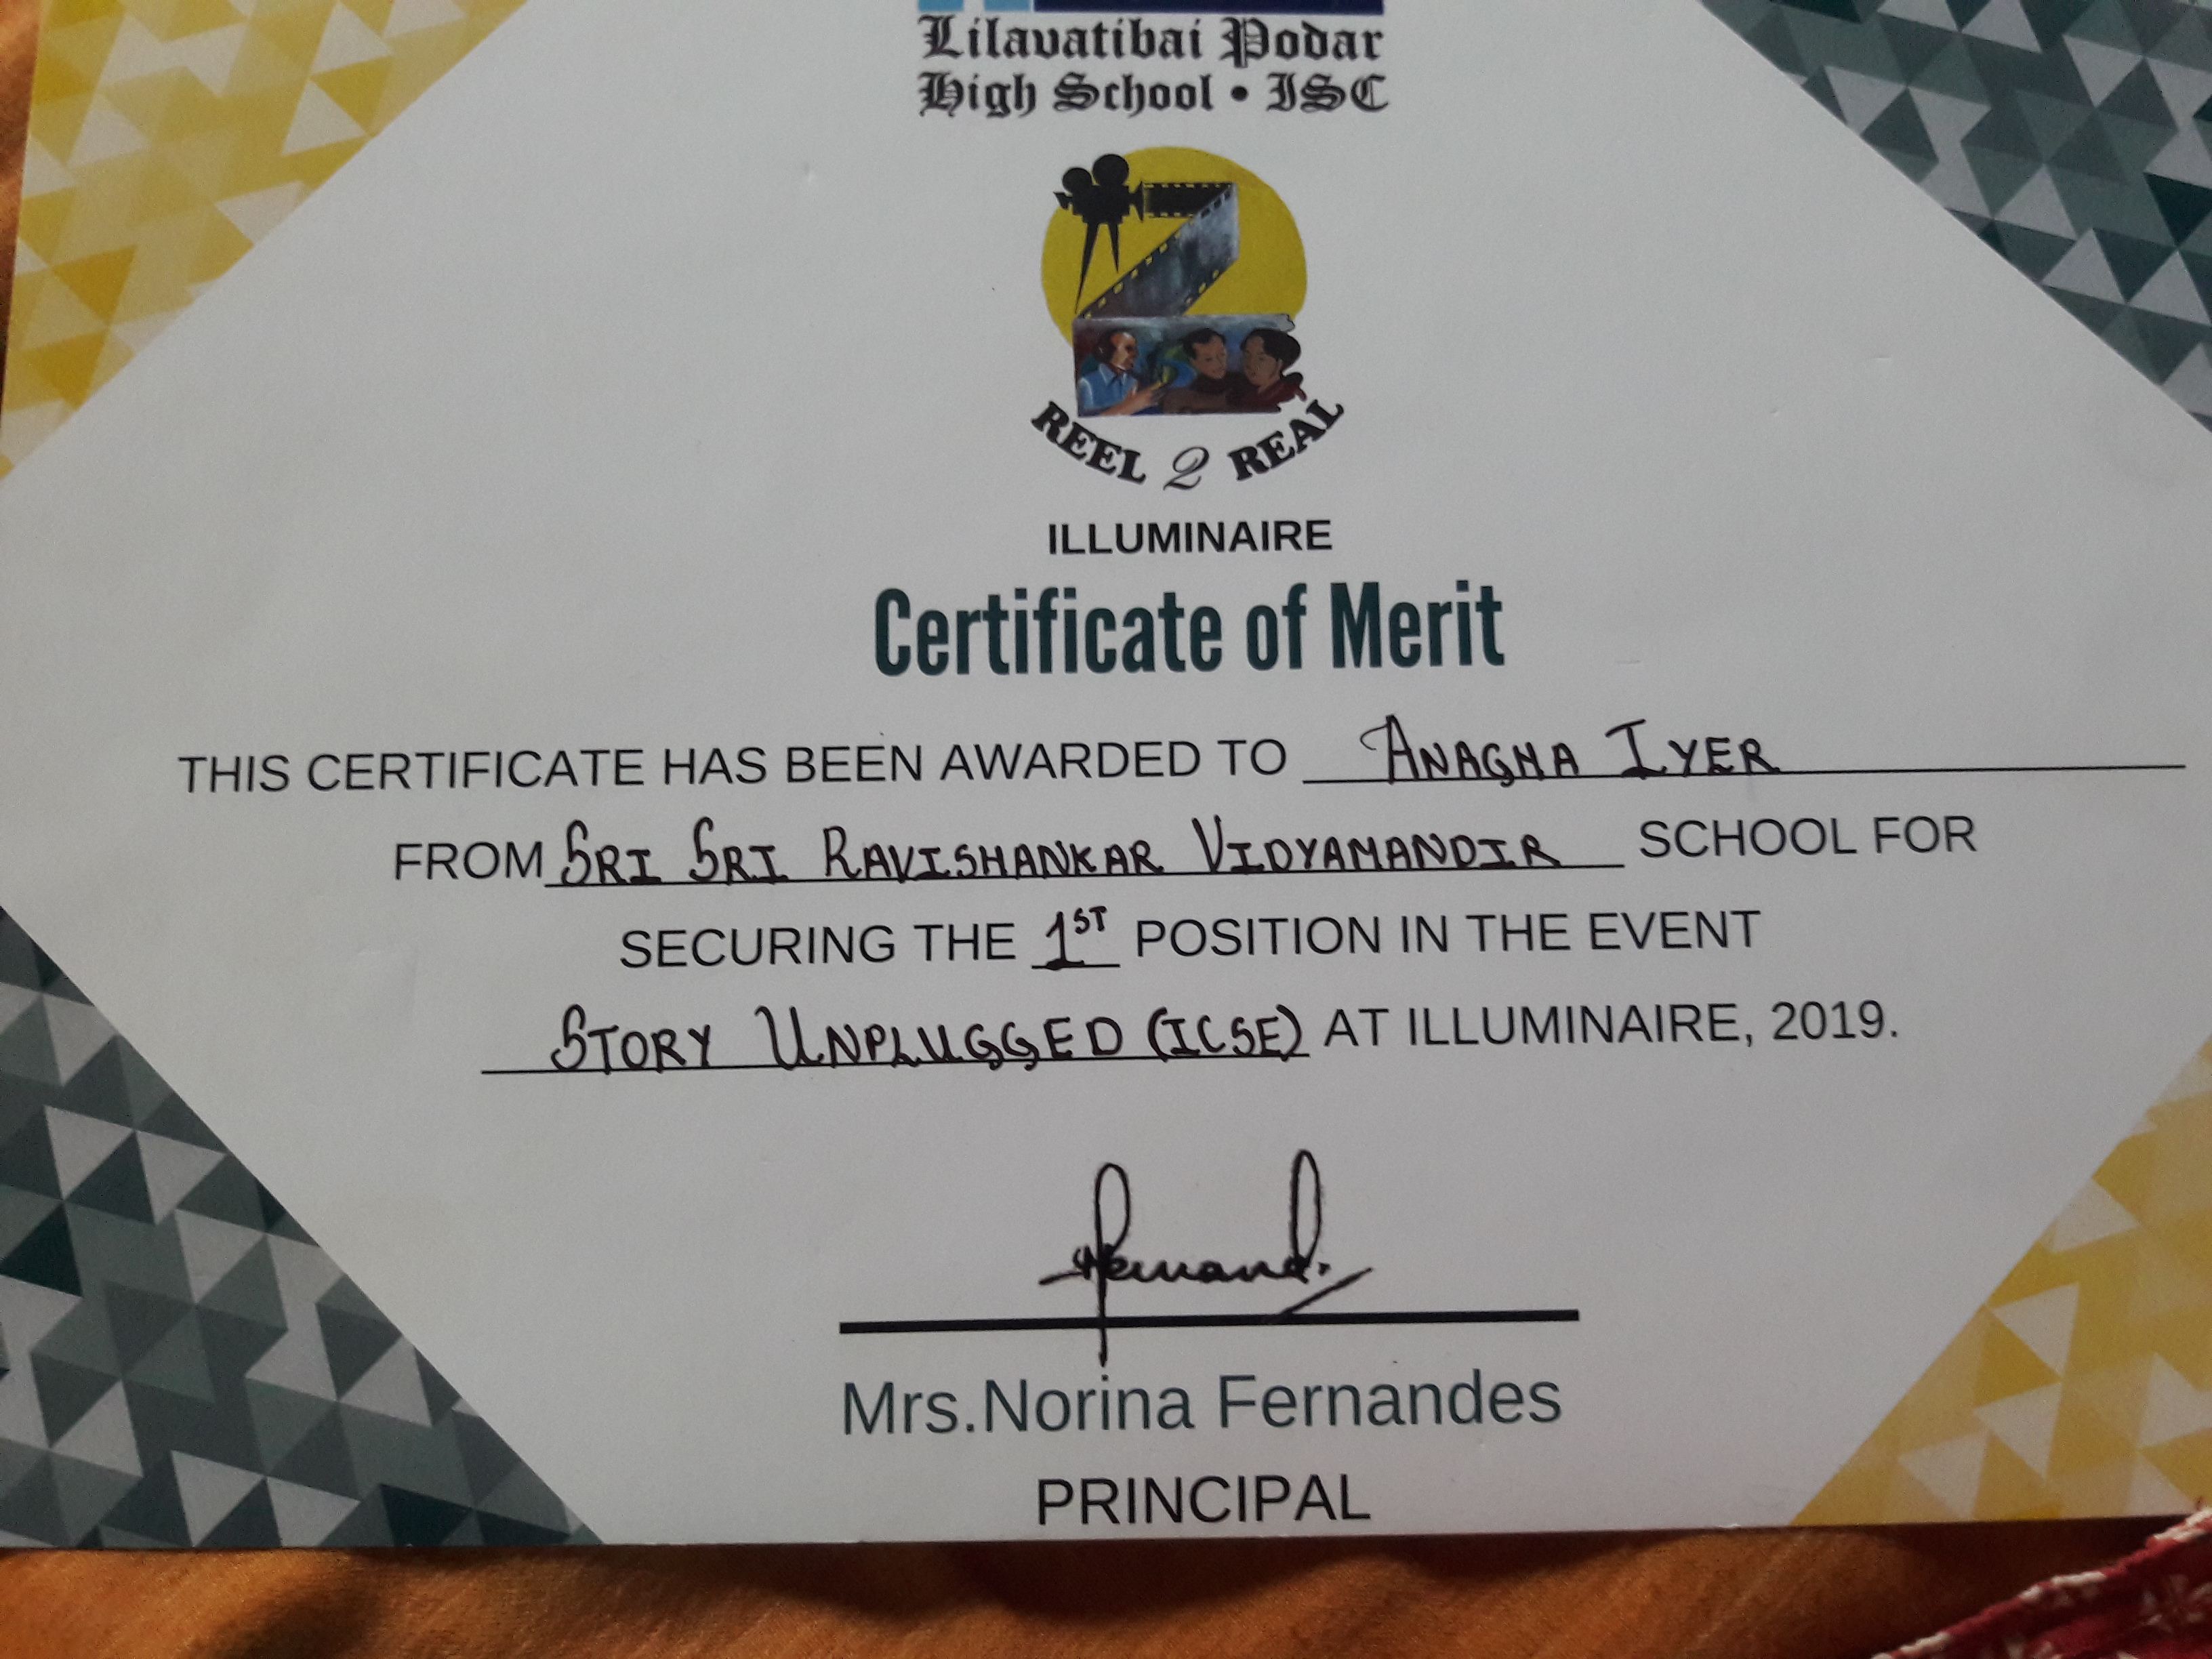 Lilavatibai Podar
High School • ISC
REEL 2 REAL
ILLUMINAIRE
Certificate of Merit
THIS CERTIFICATE HAS BEEN AWARDED TO ANAGHA IYER
FROM SRI SRI RAVISHANKAR VIDYAMANDIR SCHOOL FOR
SECURING THE 1ST POSITION IN THE EVENT
STORY UNPLUGGED (ICSE) AT ILLUMINAIRE, 2019.
Mrs.Norina Fernandes
PRINCIPAL